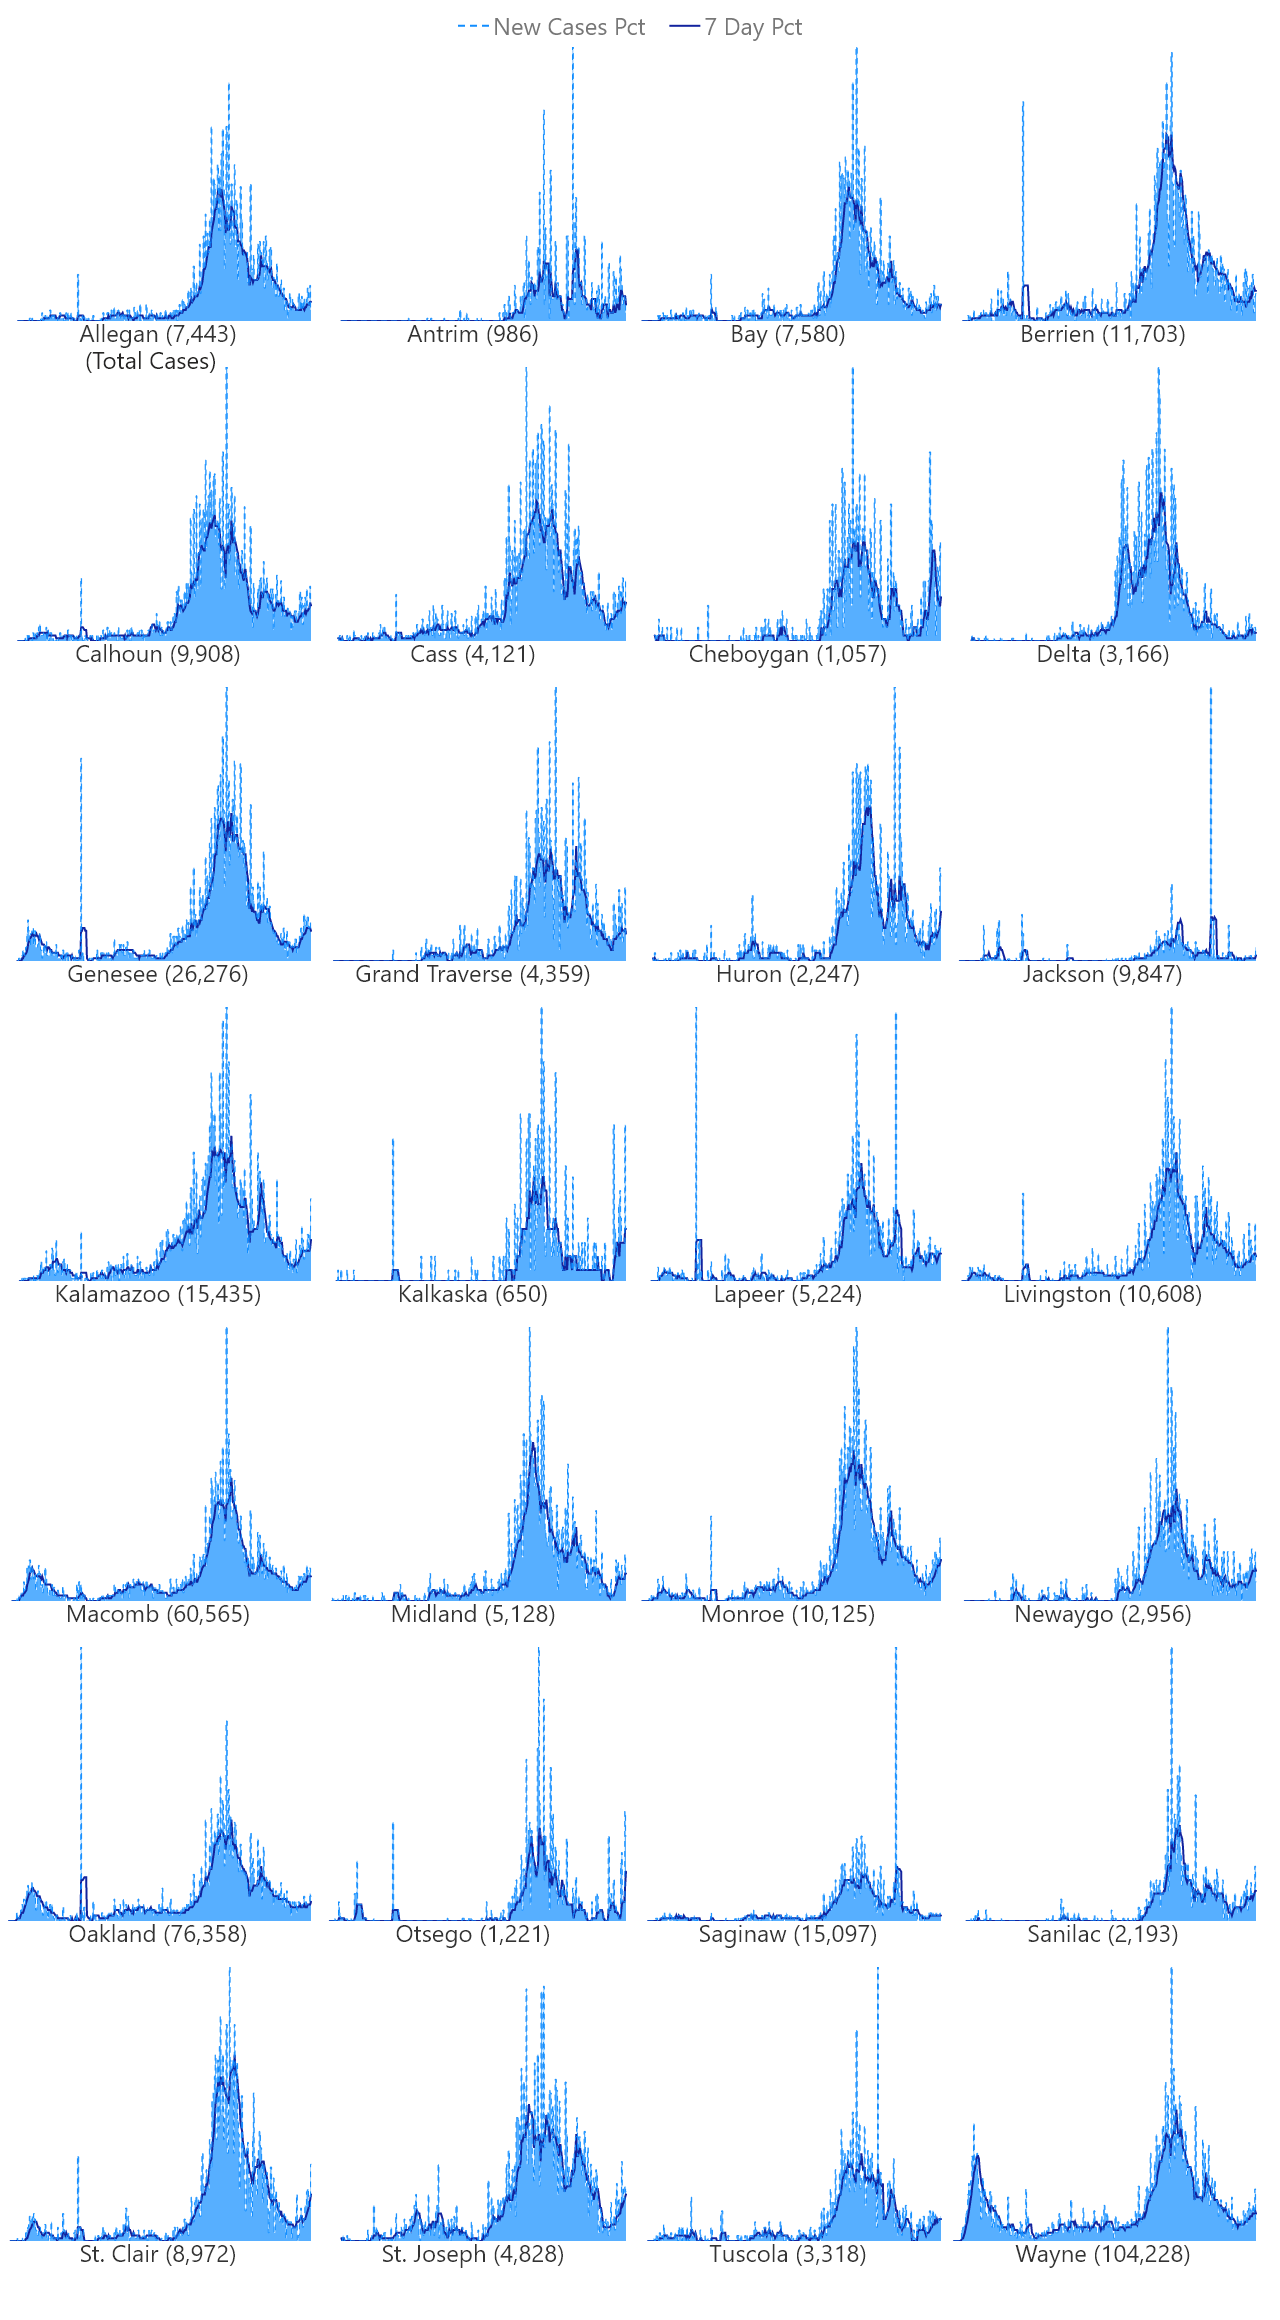 New Cases Pct 7 Day Pct
Allegan (7,443) Antrim (986) Bay (7,580) Berrien (11,703)
(Total Cases)
Calhoun (9,908) Cass (4,121) Cheboygan (1,057) Delta (3,166)
Genesee (26,276) Grand Traverse (4,359) Huron (2,247) Jackson (9,847)
Kalamazoo (15,435) Kalkaska (650) Lapeer (5,224) Livingston (10,608)
Macomb (60,565) Midland (5,128) Monroe (10,125) Newaygo (2,956)
Oakland (76,358) Otsego (1,221) Saginaw (15,097) Sanilac (2,193)
St. Clair (8,972) St. Joseph (4,828) Tuscola (3,318) Wayne (104,228)